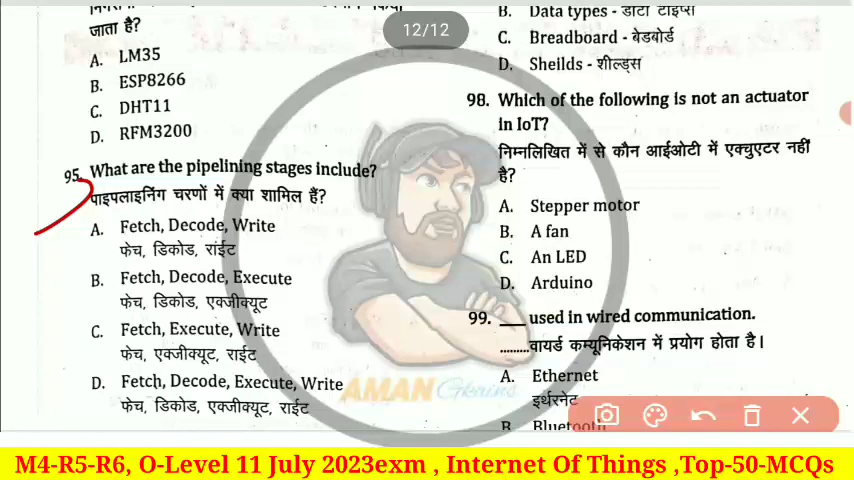 जाता है?
A. LM35
B. ESP8266
C. DHT11
D. RFM3200
95. What are the pipelining stages include?
पाइपलाइनिंग चरणों में क्या शामिल हैं?
A. Fetch, Decode, Write
फेच, डिकोड, रांईट
B. Fetch, Decode, Execute
फेच, डिकोड, एक्जीक्यूट
C. Fetch, Execute, Write
फेच, एक्जीक्यूट, राईट
D. Fetch, Decode, Execute, Write
फेच, डिकोड, एक्जीक्यूट, राईट
12/12
B. Data types - डाटा टाइप्स
C. Breadboard - बेडबोर्ड
D. Sheilds - शील्ड्स
98. Which of the following is not an actuator
in IoT?
निम्नलिखित में से कौन आईओटी में एक्चुएटर नहीं
है?
A. Stepper motor
B. A fan
C. An LED
D. Arduino
99. ___ used in wired communication.
.........वायर्ड कम्यूनिकेशन में प्रयोग होता है।
A. Ethernet
इर्थरनेट
B. Bluetooth
AMAN Gkains
M4-R5-R6, O-Level 11 July 2023exm , Internet Of Things ,Top-50-MCQs